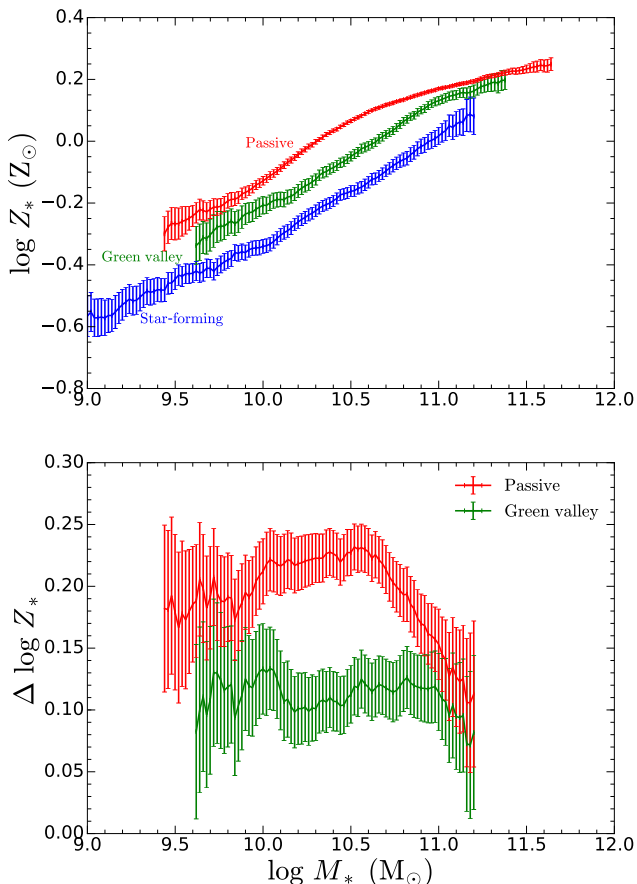 0.4
0.2
0.0
−0.2
−0.4
−0.6
−0.8
log Z* (Z☉)
Passive
Green valley
Star-forming
9.0 9.5 10.0 10.5 11.0 11.5 12.0
0.30
0.25
0.20
0.15
0.10
0.05
0.00
Δ log Z*
Passive
Green valley
9.0 9.5 10.0 10.5 11.0 11.5 12.0
log M* (M☉)